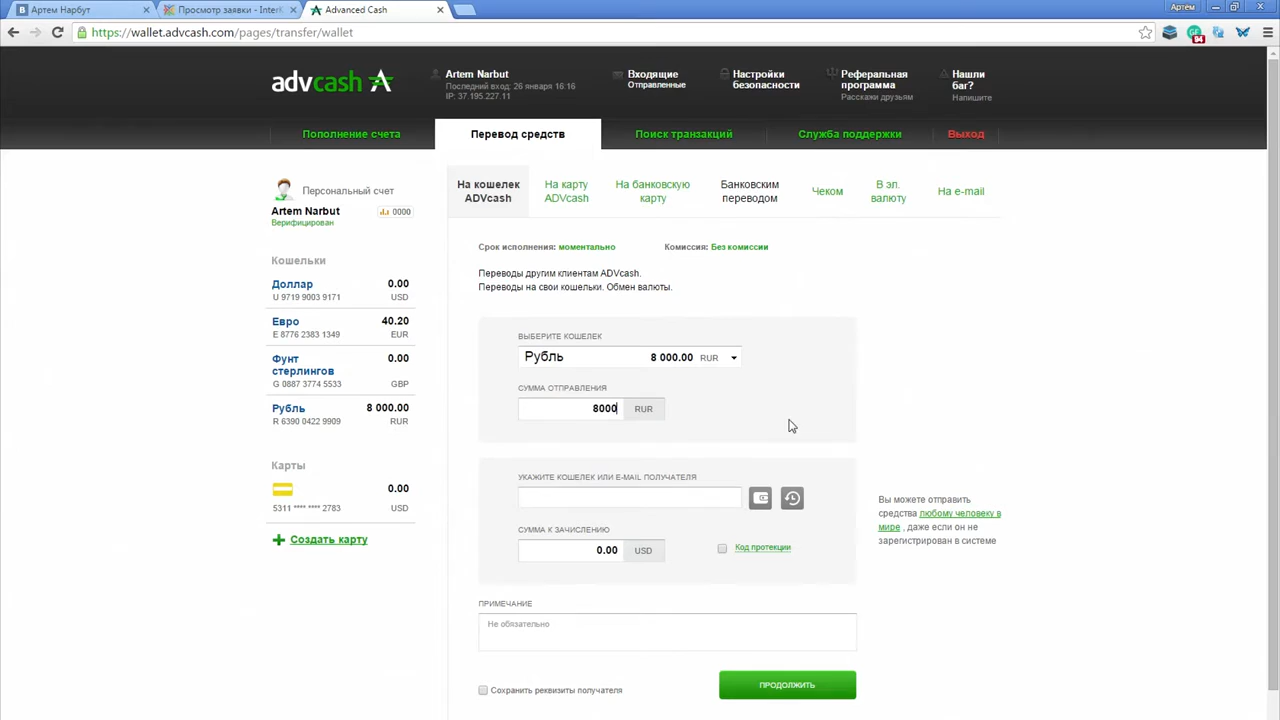 Артём Нарбут
Просмотр заявки - InterK
Advanced Cash
Артём
https://wallet.advcash.com/pages/transfer/wallet
94
advcash
Artem Narbut
Последний вход: 26 января 16:16
IP: 37.195.227.11
Входящие
Отправленные
Настройки
безопасности
Реферальная
программа
Расскажи друзьям
Нашли
баг?
Напишите
Пополнение счета
Перевод средств
Поиск транзакций
Служба поддержки
Выход
Персональный счет
Artem Narbut
0000
Верифицирован
Кошельки
Доллар 0.00
U 9719 9003 9171 USD
Евро 40.20
E 8776 2383 1349 EUR
Фунт 0.00
стерлингов
G 0887 3774 5533 GBP
Рубль 8 000.00
R 6390 0422 9909 RUR
Карты
0.00
5311 **** **** 2783 USD
Создать карту
На кошелек
ADVcash
На карту
ADVcash
На банковскую
карту
Банковским
переводом
Чеком
В эл.
валюту
На e-mail
Срок исполнения: моментально
Комиссия: Без комиссии
Переводы другим клиентам ADVcash.
Переводы на свои кошельки. Обмен валюты.
ВЫБЕРИТЕ КОШЕЛЕК
Рубль 8 000.00 RUR
СУММА ОТПРАВЛЕНИЯ
8000 RUR
УКАЖИТЕ КОШЕЛЕК ИЛИ E-MAIL ПОЛУЧАТЕЛЯ
СУММА К ЗАЧИСЛЕНИЮ
0.00 USD
Код протекции
Вы можете отправить
средства любому человеку в
мире , даже если он не
зарегистрирован в системе
ПРИМЕЧАНИЕ
Не обязательно
Сохранить реквизиты получателя
ПРОДОЛЖИТЬ